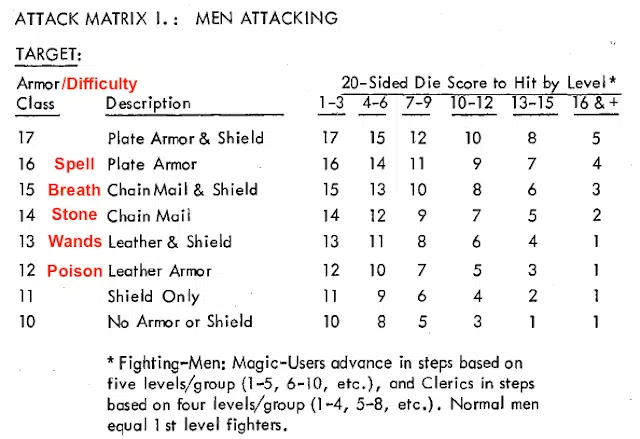 ATTACK MATRIX I.: MEN ATTACKING
TARGET:
Armor/Difficulty 20-Sided Die Score to Hit by Level*
Class Description 1-3 4-6 7-9 10-12 13-15 16 & +
17 Plate Armor & Shield 17 15 12 10 8 5
16 Spell Plate Armor 16 14 11 9 7 4
15 Breath Chain Mail & Shield 15 13 10 8 6 3
14 Stone Chain Mail 14 12 9 7 5 2
13 Wands Leather & Shield 13 11 8 6 4 1
12 Poison Leather Armor 12 10 7 5 3 1
11 Shield Only 11 9 6 4 2 1
10 No Armor or Shield 10 8 5 3 1 1
* Fighting-Men: Magic-Users advance in steps based on
five levels/group (1-5, 6-10, etc.), and Clerics in steps
based on four levels/group (1-4, 5-8, etc.). Normal men
equal 1st level fighters.